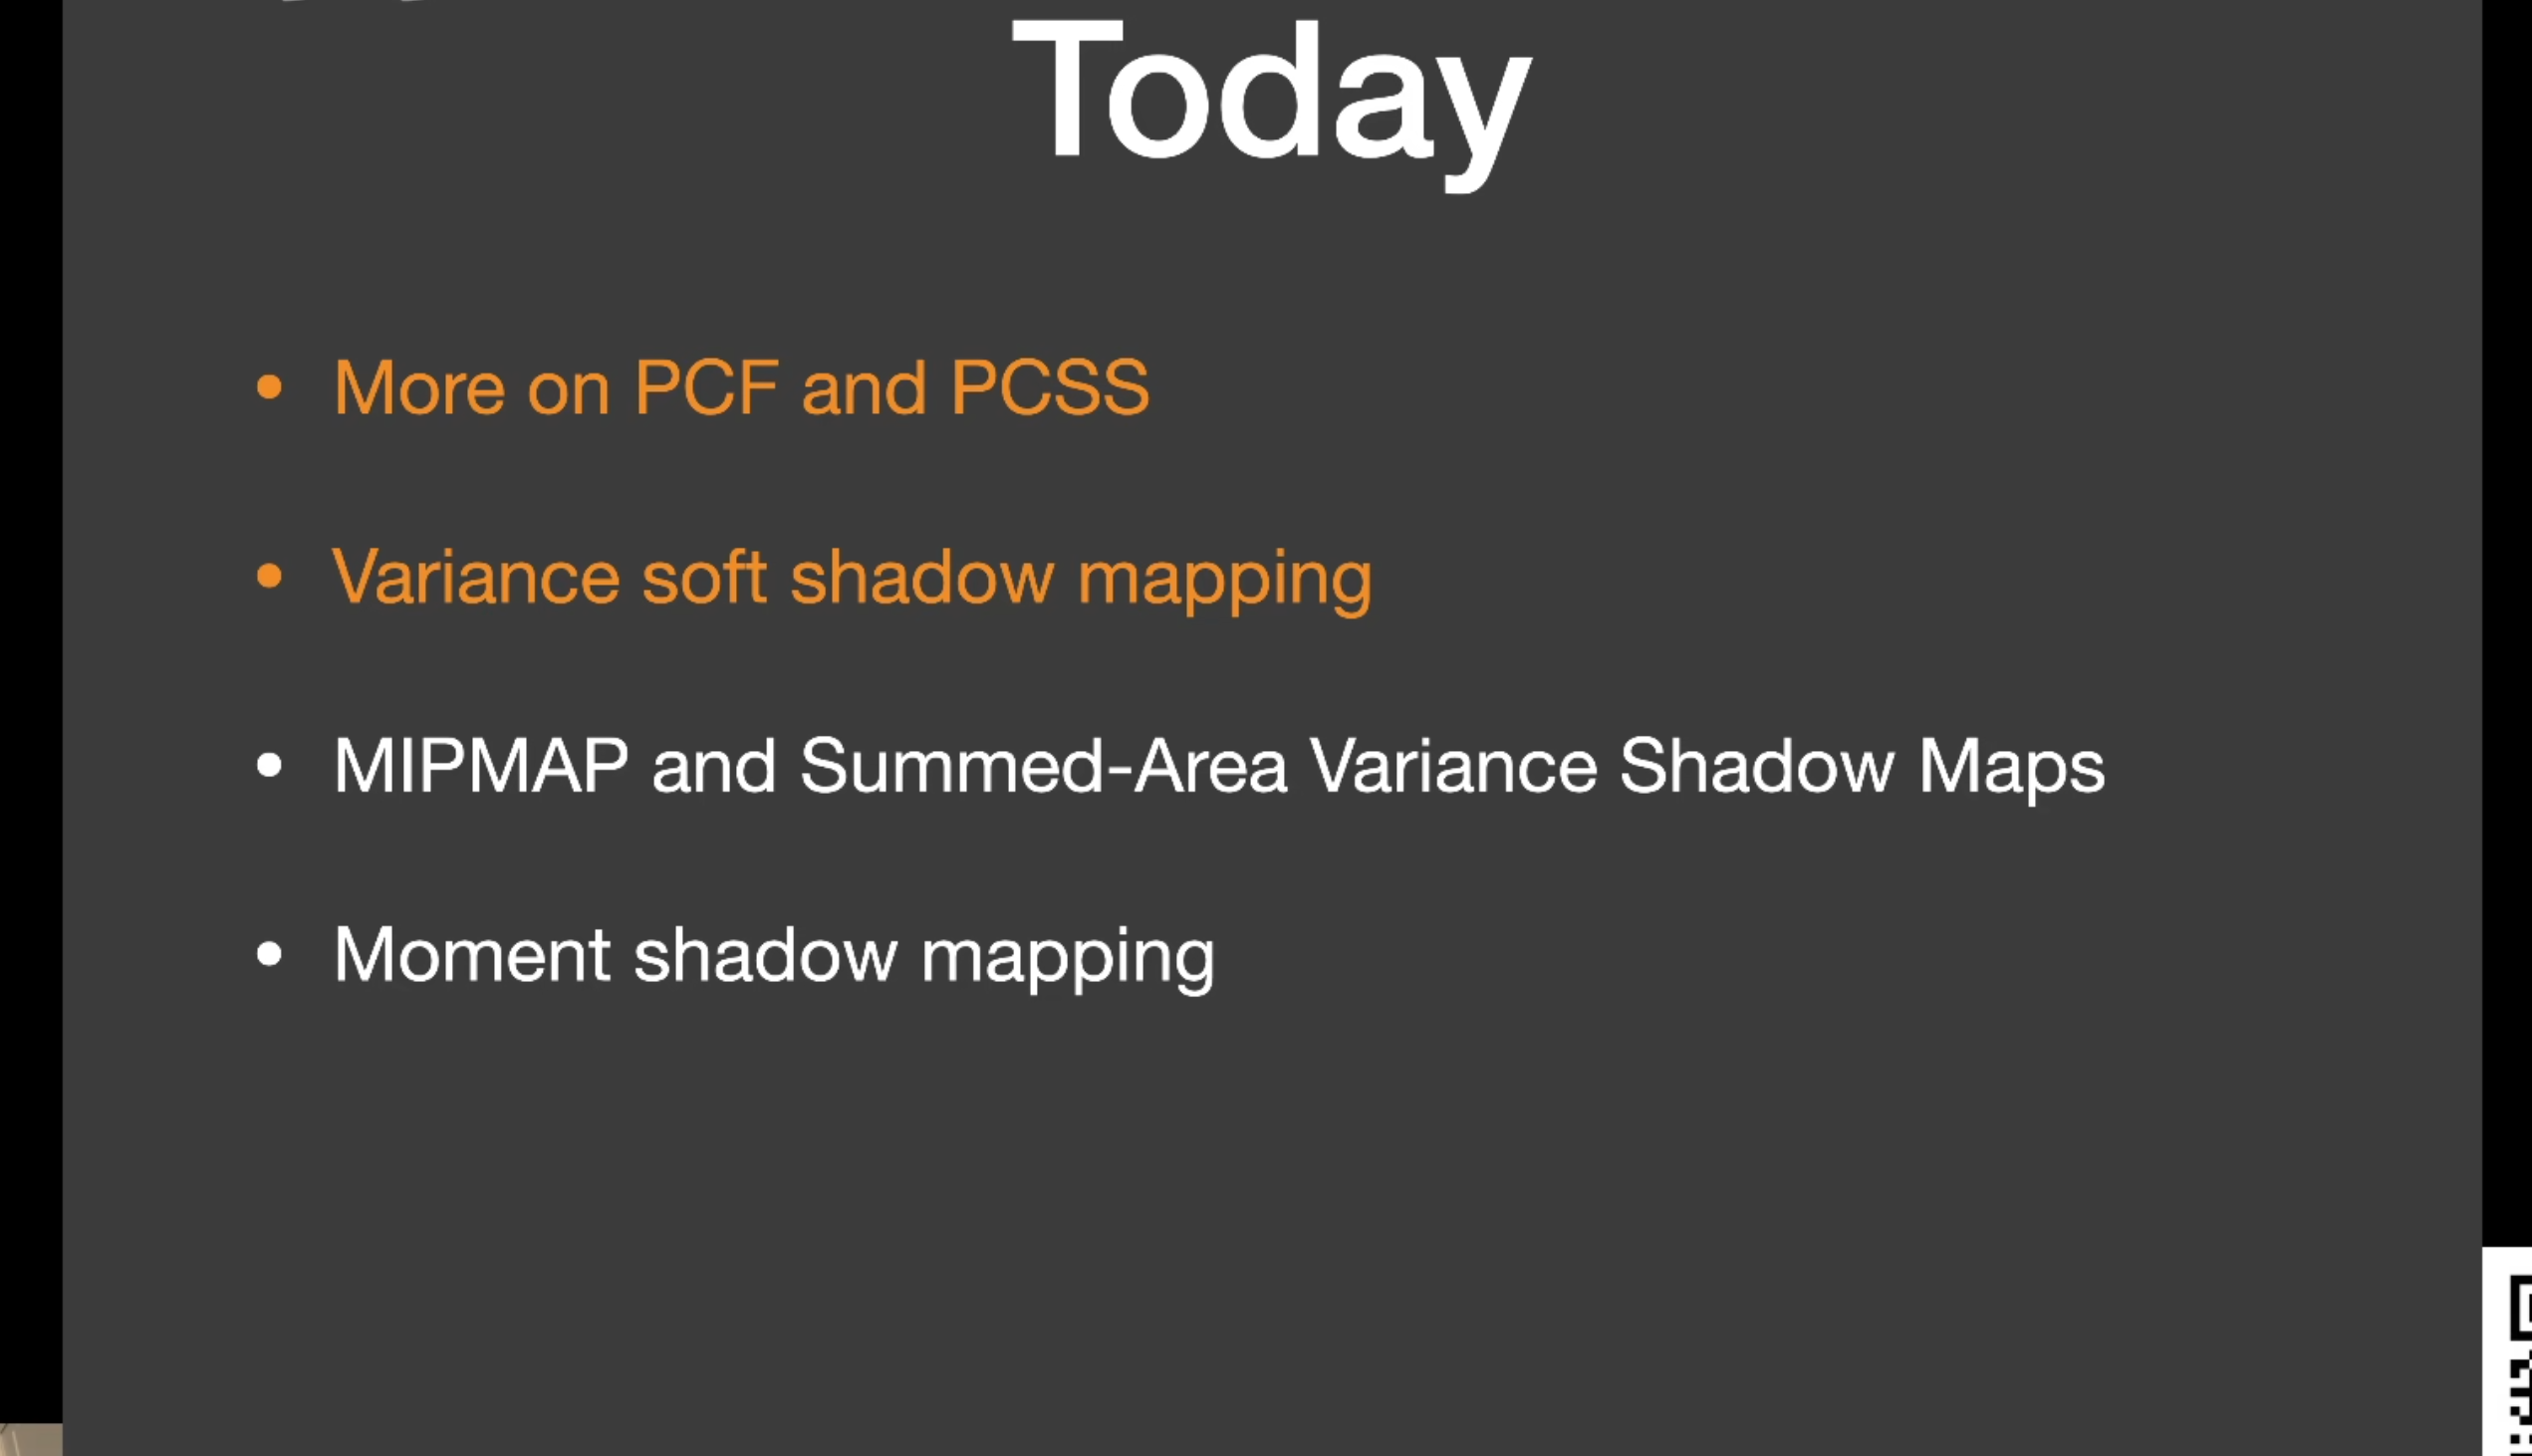 Today
• More on PCF and PCSS
• Variance soft shadow mapping
• MIPMAP and Summed-Area Variance Shadow Maps
• Moment shadow mapping